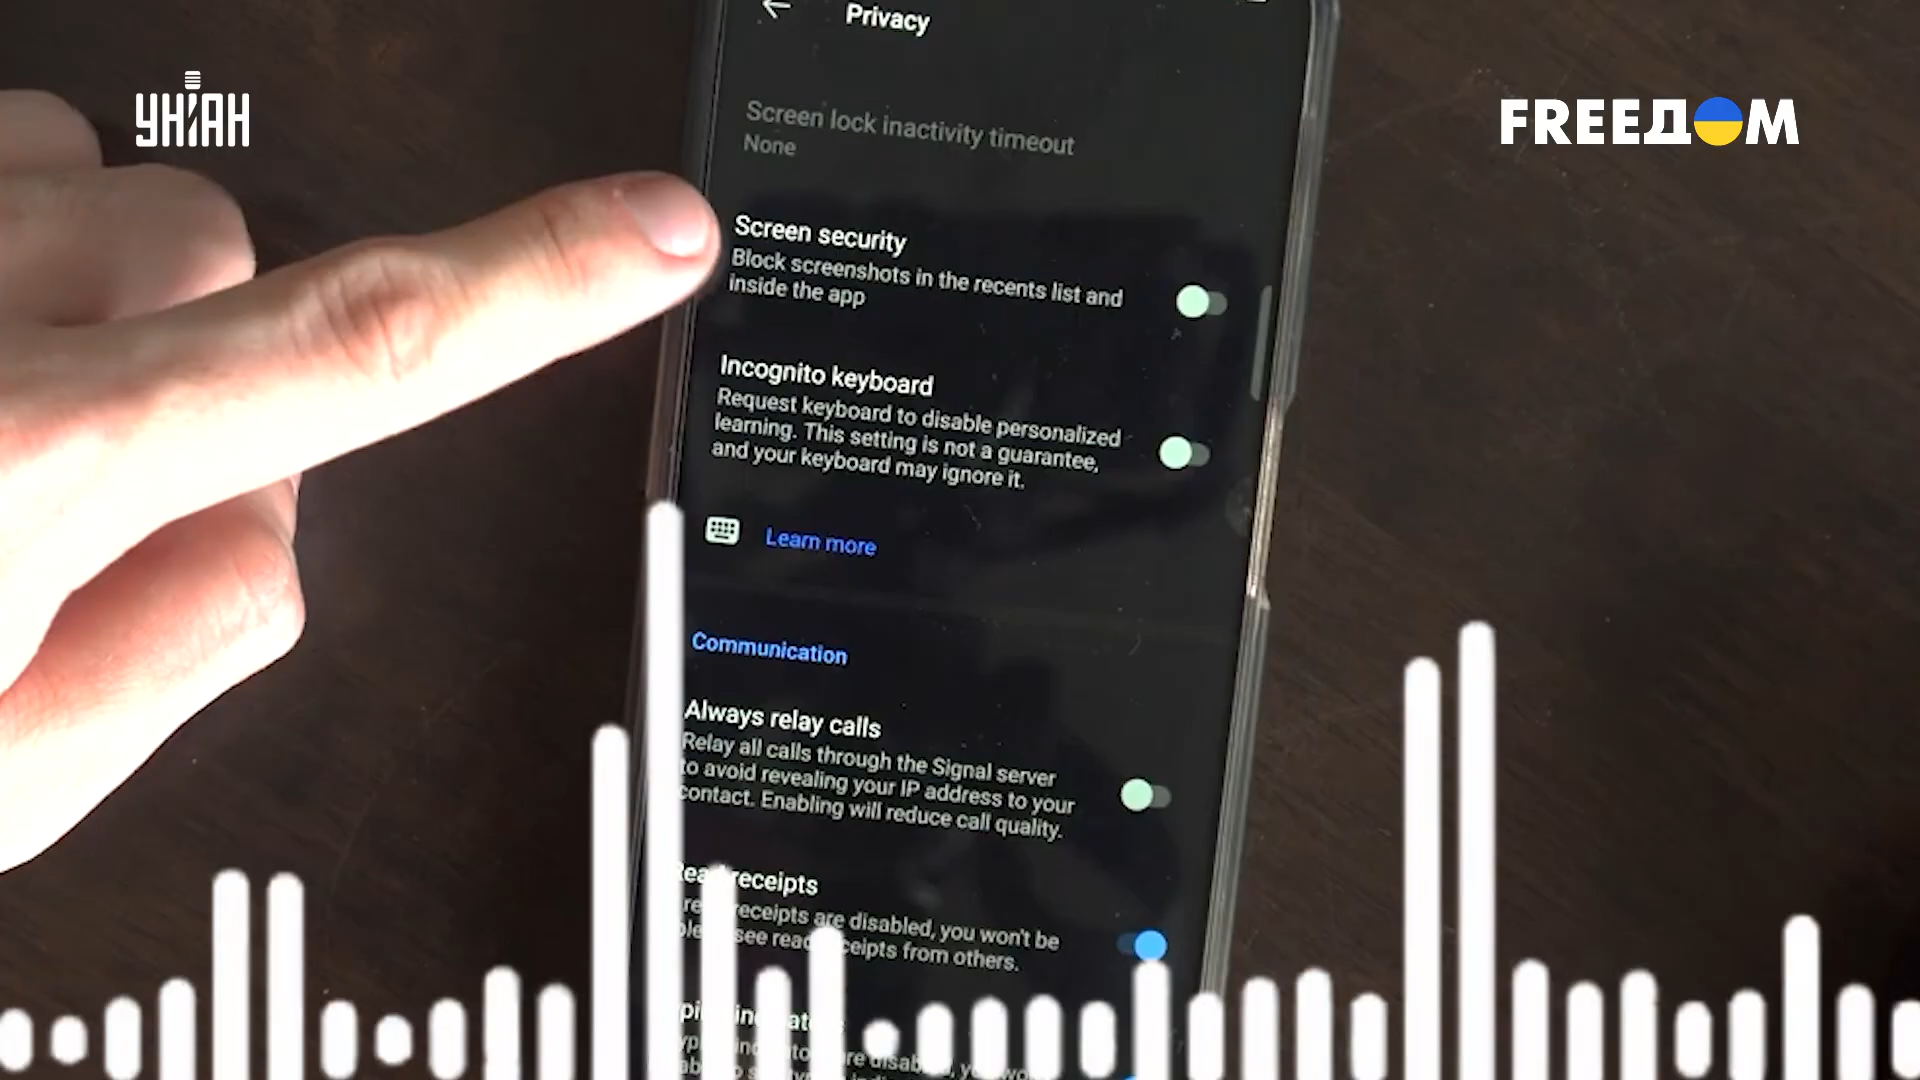 Privacy
УНІАН
FREEДОМ
Screen lock inactivity timeout
None
Screen security
Block screenshots in the recents list and
inside the app
Incognito keyboard
Request keyboard to disable personalized
learning. This setting is not a guarantee,
and your keyboard may ignore it.
Learn more
Communication
Always relay calls
Relay all calls through the Signal server
to avoid revealing your IP address to your
contact. Enabling will reduce call quality.
Read receipts
receipts are disabled, you won't be
see read receipts from others.